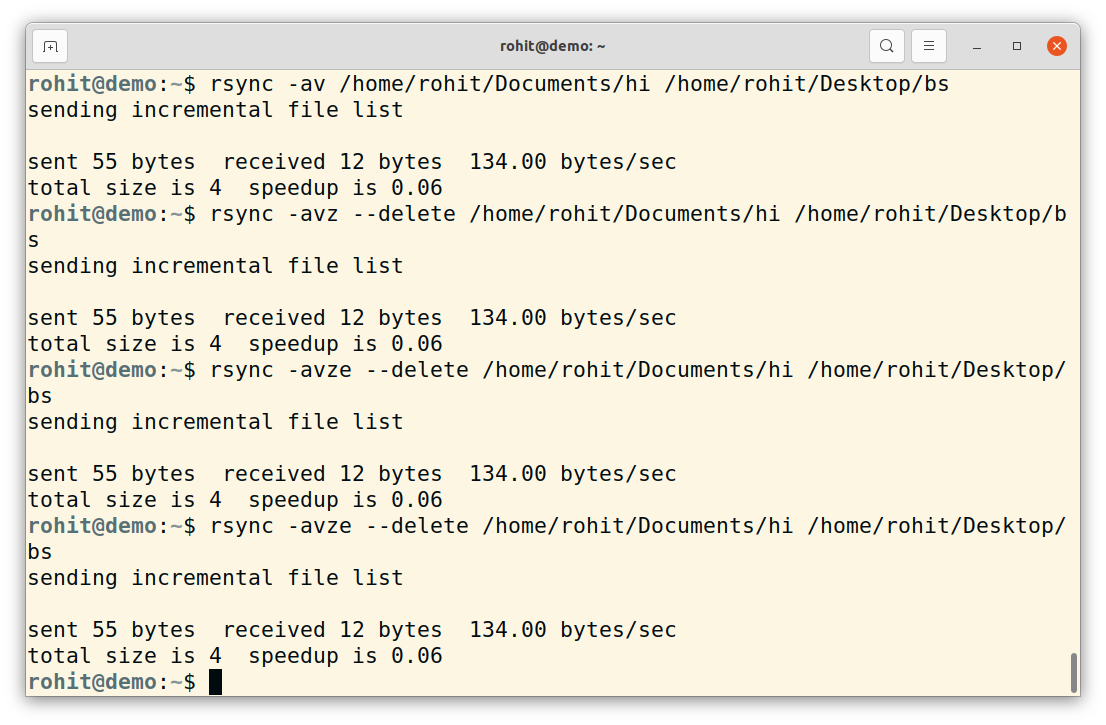 rohit@demo: ~
rohit@demo:~$ rsync -av /home/rohit/Documents/hi /home/rohit/Desktop/bs
sending incremental file list
sent 55 bytes  received 12 bytes  134.00 bytes/sec
total size is 4  speedup is 0.06
rohit@demo:~$ rsync -avz --delete /home/rohit/Documents/hi /home/rohit/Desktop/b
s
sending incremental file list
sent 55 bytes  received 12 bytes  134.00 bytes/sec
total size is 4  speedup is 0.06
rohit@demo:~$ rsync -avze --delete /home/rohit/Documents/hi /home/rohit/Desktop/
bs
sending incremental file list
sent 55 bytes  received 12 bytes  134.00 bytes/sec
total size is 4  speedup is 0.06
rohit@demo:~$ rsync -avze --delete /home/rohit/Documents/hi /home/rohit/Desktop/
bs
sending incremental file list
sent 55 bytes  received 12 bytes  134.00 bytes/sec
total size is 4  speedup is 0.06
rohit@demo:~$